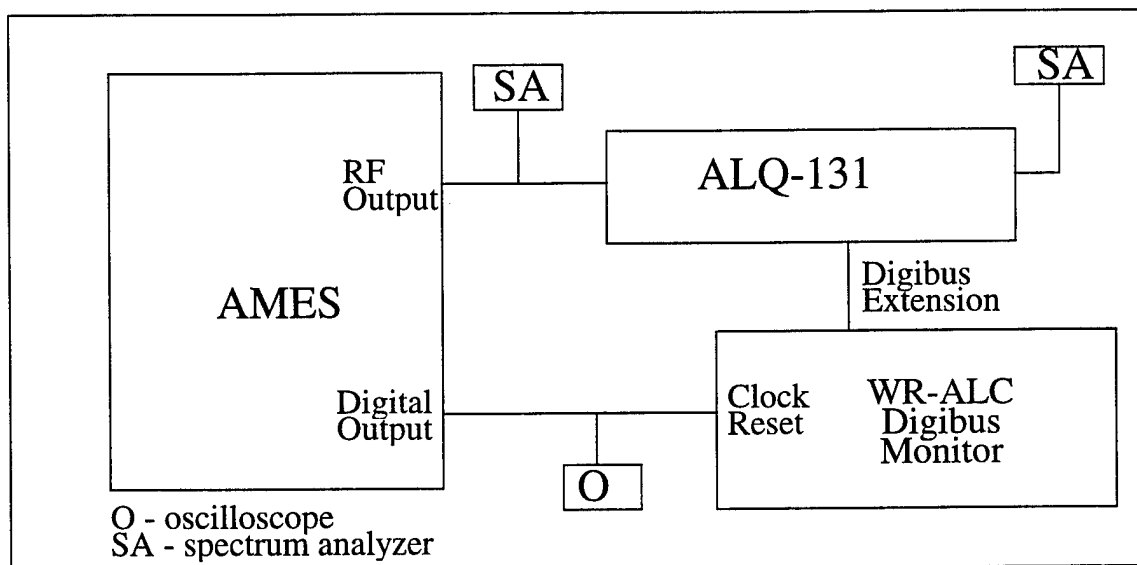 SA
SA
RF
Output
ALQ-131
AMES
Digibus
Extension
Digital
Output
Clock
Reset
WR-ALC
Digibus
Monitor
O
O - oscilloscope
SA - spectrum analyzer